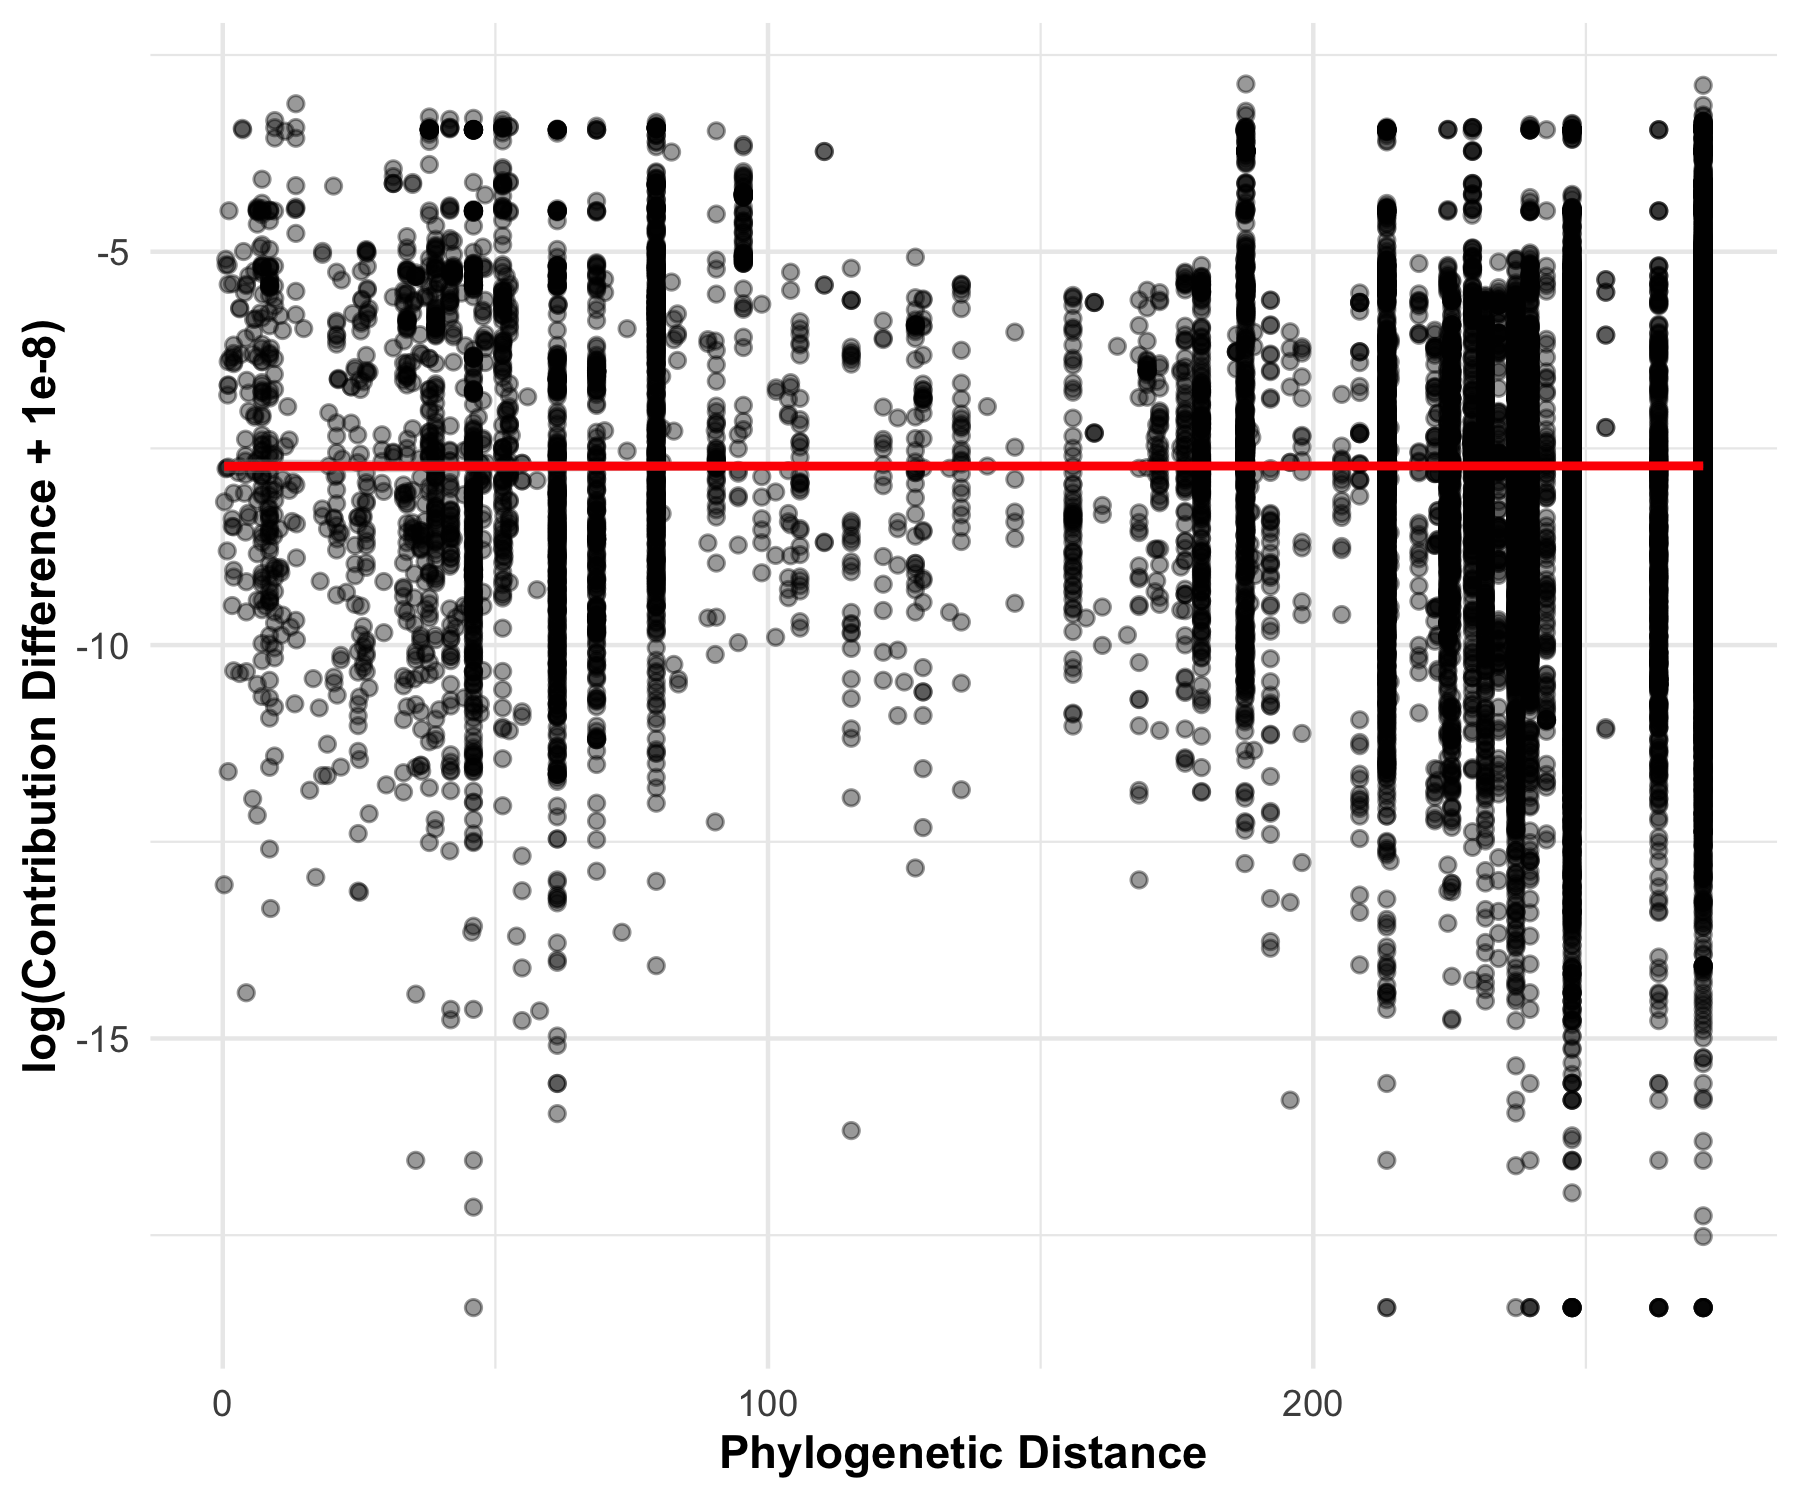 log(Contribution Difference + 1e-8)
-5
-10
-15
0 100 200
Phylogenetic Distance